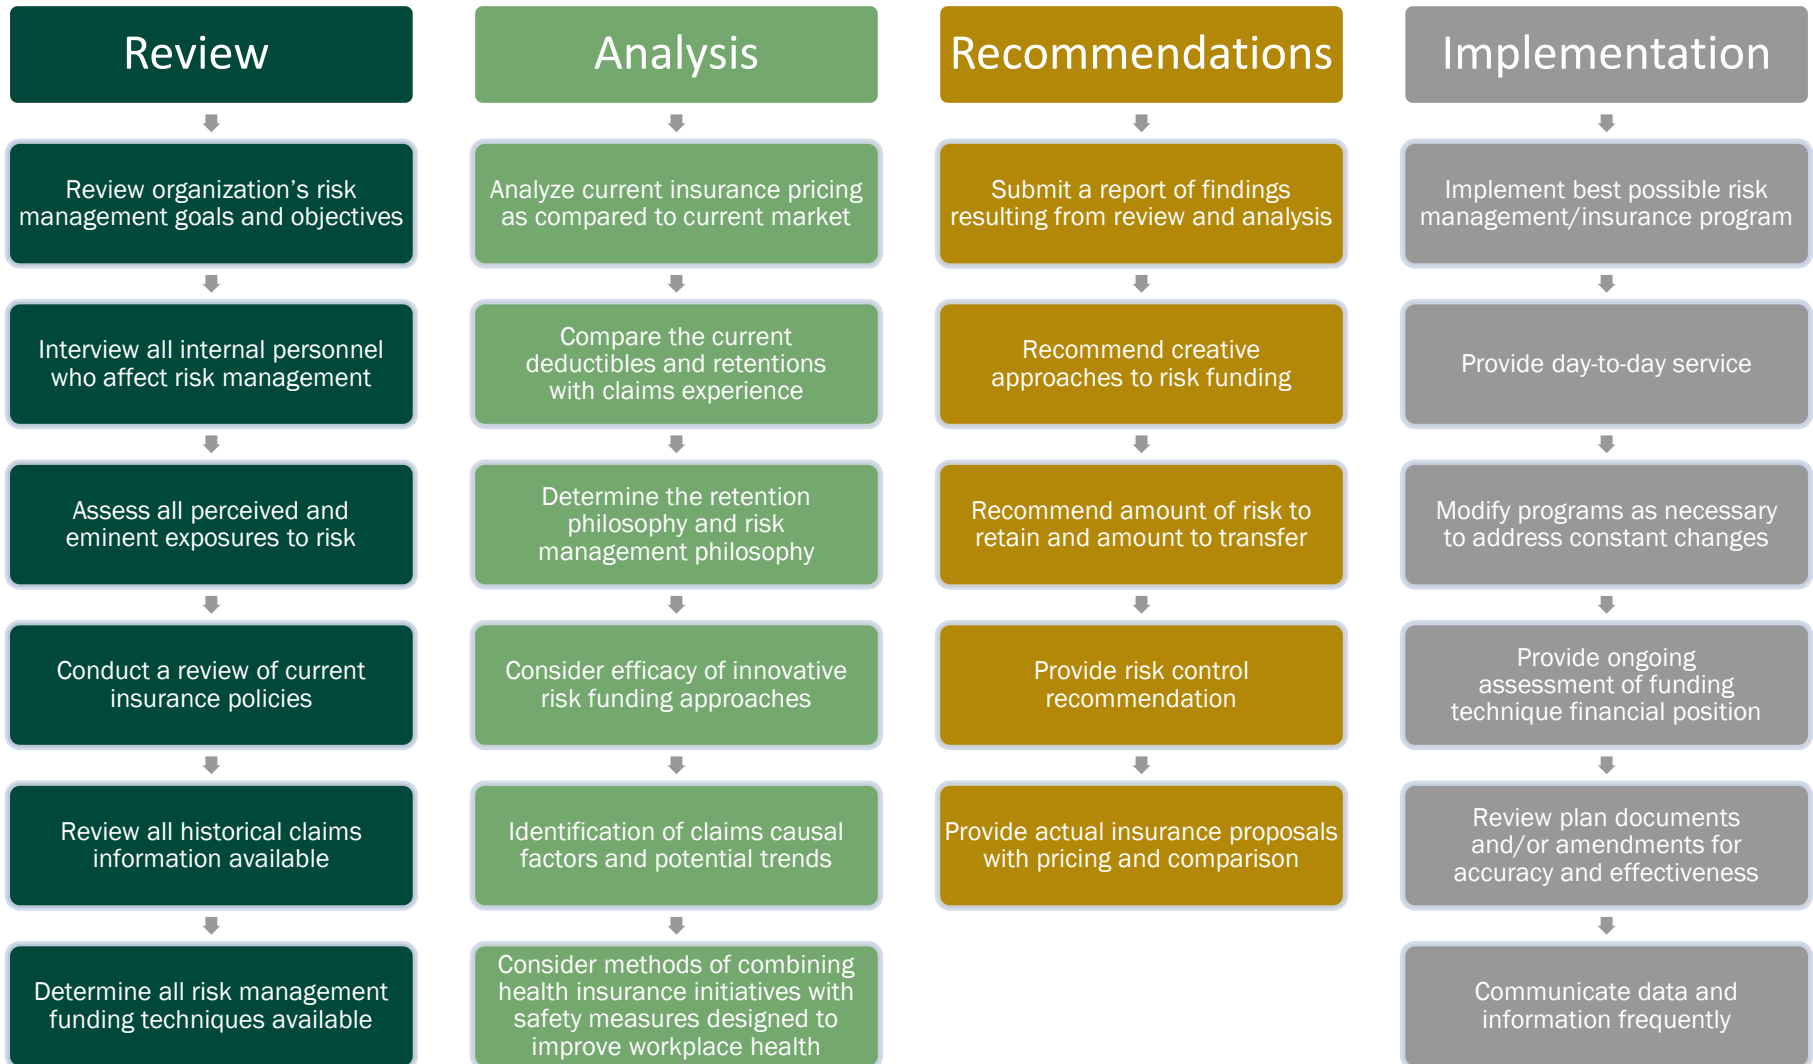 Review
Review organization’s risk
management goals and objectives
Interview all internal personnel
who affect risk management
Assess all perceived and
eminent exposures to risk
Conduct a review of current
insurance policies
Review all historical claims
information available
Determine all risk management
funding techniques available
Analysis
Analyze current insurance pricing
as compared to current market
Compare the current
deductibles and retentions
with claims experience
Determine the retention
philosophy and risk
management philosophy
Consider efficacy of innovative
risk funding approaches
Identification of claims causal
factors and potential trends
Consider methods of combining
health insurance initiatives with
safety measures designed to
improve workplace health
Recommendations
Submit a report of findings
resulting from review and analysis
Recommend creative
approaches to risk funding
Recommend amount of risk to
retain and amount to transfer
Provide risk control
recommendation
Provide actual insurance proposals
with pricing and comparison
Implementation
Implement best possible risk
management/insurance program
Provide day-to-day service
Modify programs as necessary
to address constant changes
Provide ongoing
assessment of funding
technique financial position
Review plan documents
and/or amendments for
accuracy and effectiveness
Communicate data and
information frequently